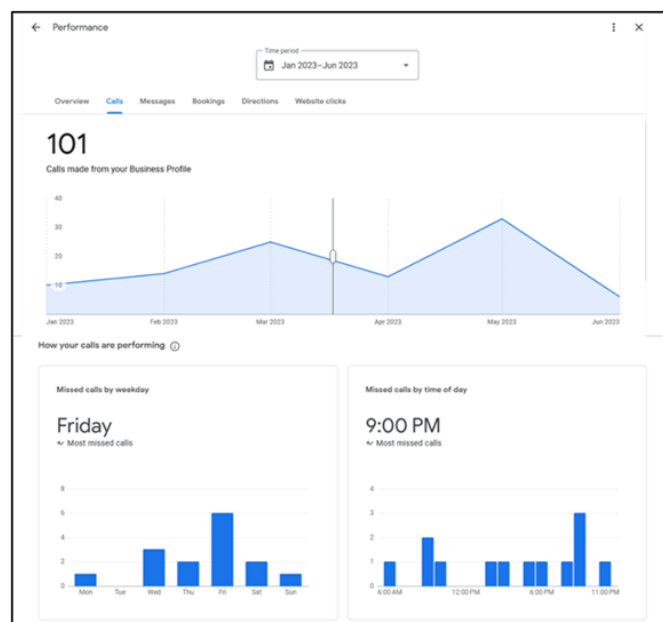 Performance
Time period
Jan 2023–Jun 2023
Overview Calls Messages Bookings Directions Website clicks
101
Calls made from your Business Profile
40
30
20
10
Jan 2023 Feb 2023 Mar 2023 Apr 2023 May 2023 Jun 2023
How your calls are performing
Missed calls by weekday
Friday
Most missed calls
8
6
4
2
0
Mon Tue Wed Thu Fri Sat Sun
Missed calls by time of day
9:00 PM
Most missed calls
4
3
2
1
0
6:00 AM 12:00 PM 6:00 PM 11:00 PM